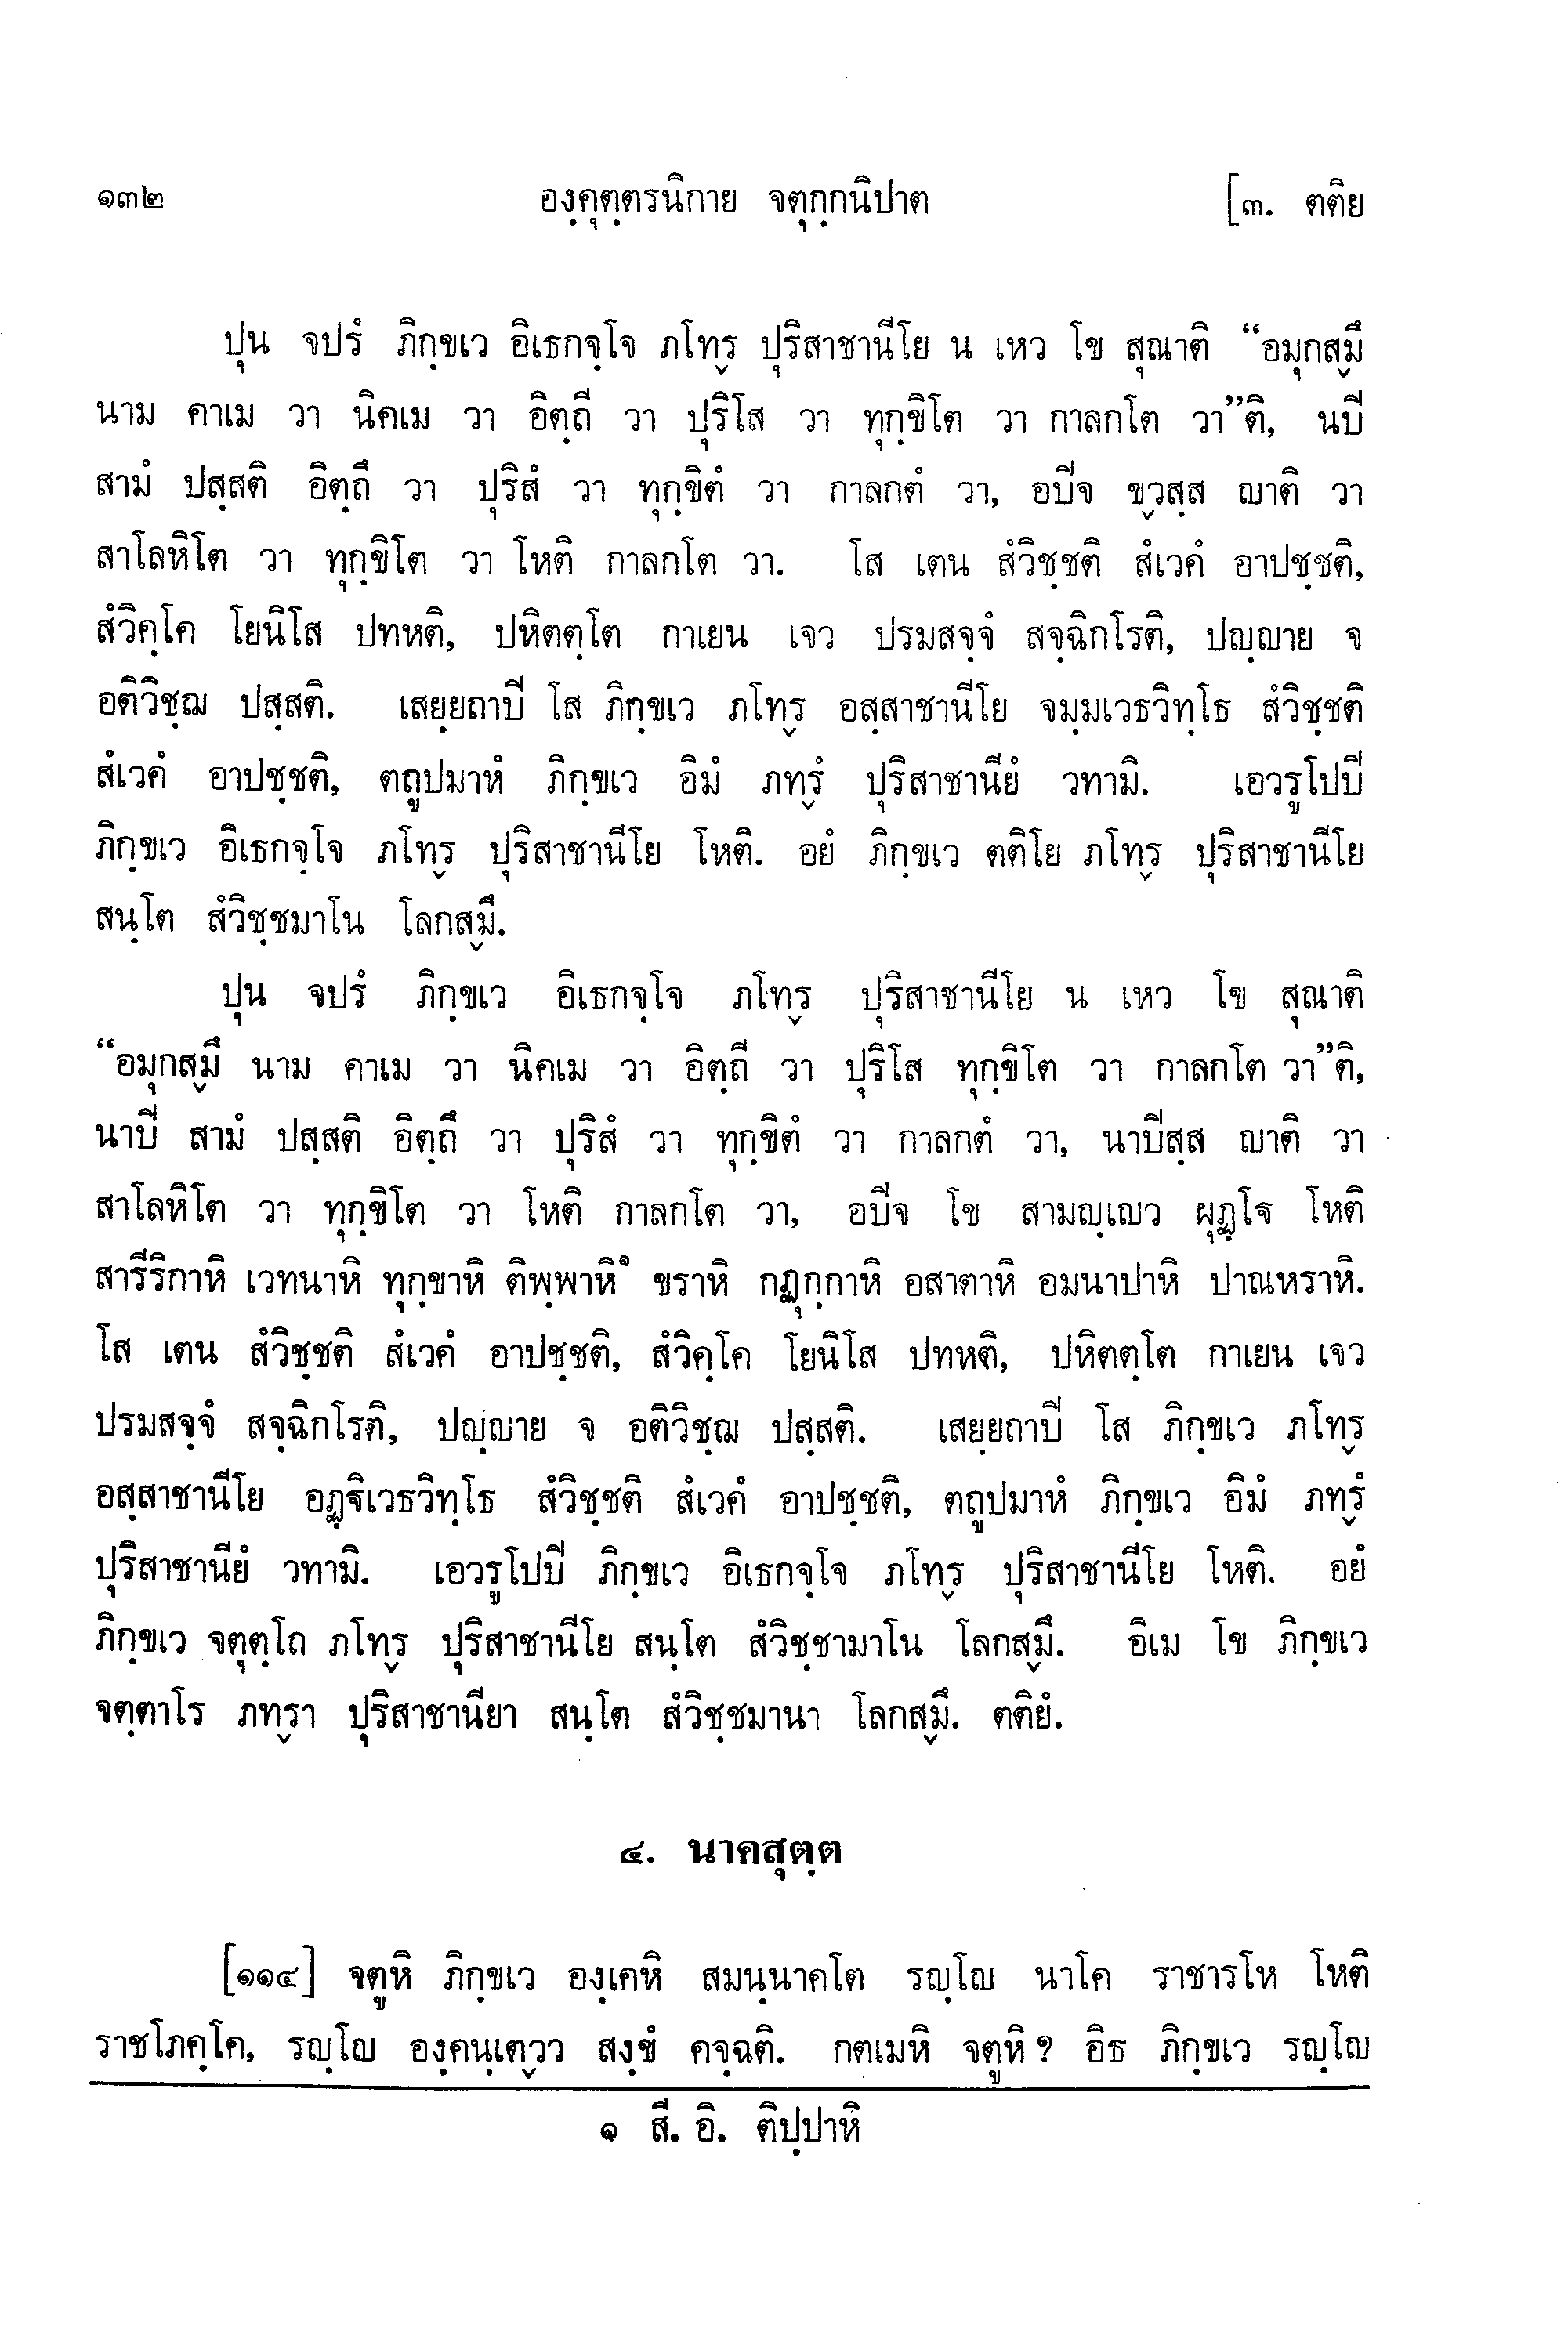 ๑๓๒ องฺคุตฺตรนิกาย จตุกฺกนิปาต [๓. ตติย
ปุน จปรํ ภิกฺขเว อิเธกจฺโจ ภโทฺร ปุริสาชานีโย น เหว โข สุณาติ “อมุกสฺมึ
นาม คาเม วา นิคเม วา อิตฺถี วา ปุริโส วา ทุกฺขิโต วา กาลกโต วา”ติ, นปิ
สามํ ปสฺสติ อิตฺถึ วา ปุริสํ วา ทุกฺขิตํ วา กาลกตํ วา, อปิจ ขฺวสฺส ญาติ วา
สาโลหิโต วา ทุกฺขิโต วา โหติ กาลกโต วา. โส เตน สํวิชฺชติ สํเวคํ อาปชฺชติ,
สํวิคฺโค โยนิโส ปทหติ, ปหิตตฺโต กาเยน เจว ปรมสจฺจํ สจฺฉิกโรติ, ปญฺญาย จ
อติวิชฺฌ ปสฺสติ. เสยฺยถาปิ โส ภิกฺขเว ภโทฺร อสฺสาชานีโย จมฺมเวธวิทฺโธ สํวิชฺชติ
สํเวคํ อาปชฺชติ, ตถูปมาหํ ภิกฺขเว อิมํ ภทฺรํ ปุริสาชานียํ วทามิ. เอวรูโปปิ
ภิกฺขเว อิเธกจฺโจ ภโทฺร ปุริสาชานีโย โหติ. อยํ ภิกฺขเว ตติโย ภโทฺร ปุริสาชานีโย
สนฺโต สํวิชฺชมาโน โลกสฺมึ.
ปุน จปรํ ภิกฺขเว อิเธกจฺโจ ภโทฺร ปุริสาชานีโย น เหว โข สุณาติ
“อมุกสฺมึ นาม คาเม วา นิคเม วา อิตฺถี วา ปุริโส ทุกฺขิโต วา กาลกโต วา”ติ,
นาปิ สามํ ปสฺสติ อิตฺถึ วา ปุริสํ วา ทุกฺขิตํ วา กาลกตํ วา, นาปิสฺส ญาติ วา
สาโลหิโต วา ทุกฺขิโต วา โหติ กาลกโต วา, อปิจ โข สามญฺเญว ผุฏฺโฐ โหติ
สารีริกาหิ เวทนาหิ ทุกฺขาหิ ติพฺพาหิ๑ ขราหิ กฏุกฺกาหิ อสาตาหิ อมนาปาหิ ปาณหราหิ.
โส เตน สํวิชฺชติ สํเวคํ อาปชฺชติ, สํวิคฺโค โยนิโส ปทหติ, ปหิตตฺโต กาเยน เจว
ปรมสจฺจํ สจฺฉิกโรติ, ปญฺญาย จ อติวิชฺฌ ปสฺสติ. เสยฺยถาปิ โส ภิกฺขเว ภโทฺร
อสฺสาชานีโย อฏฺฐิเวธวิทฺโธ สํวิชฺชติ สํเวคํ อาปชฺชติ, ตถูปมาหํ ภิกฺขเว อิมํ ภทฺรํ
ปุริสาชานียํ วทามิ. เอวรูโปปิ ภิกฺขเว อิเธกจฺโจ ภโทฺร ปุริสาชานีโย โหติ. อยํ
ภิกฺขเว จตุตฺโถ ภโทฺร ปุริสาชานีโย สนฺโต สํวิชฺชามาโน โลกสฺมึ. อิเม โข ภิกฺขเว
จตฺตาโร ภทฺรา ปุริสาชานียา สนฺโต สํวิชฺชมานา โลกสฺมึ. ตติยํ.
๔. นาคสุตฺต
[๑๑๔] จตูหิ ภิกฺขเว องฺเคหิ สมนฺนาคโต รญฺโญ นาโค ราชารโห โหติ
ราชโภคฺโค, รญฺโญ องฺคนฺเตฺวว สงฺขํ คจฺฉติ. กตเมหิ จตูหิ ? อิธ ภิกฺขเว รญฺโญ
๑ สี. อิ. ติปฺปาหิ